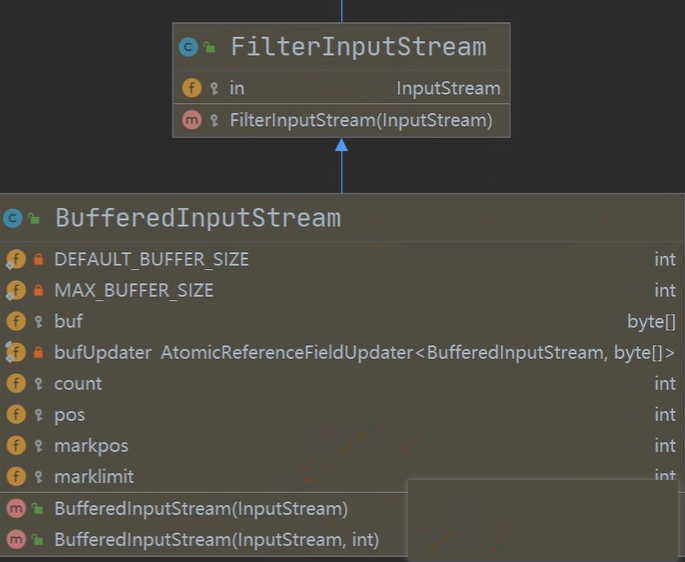 FilterInputStream
in InputStream
FilterInputStream(InputStream)
BufferedInputStream
DEFAULT_BUFFER_SIZE int
MAX_BUFFER_SIZE int
buf byte[]
bufUpdater AtomicReferenceFieldUpdater<BufferedInputStream, byte[]>
count int
pos int
markpos int
marklimit int
BufferedInputStream(InputStream)
BufferedInputStream(InputStream, int)